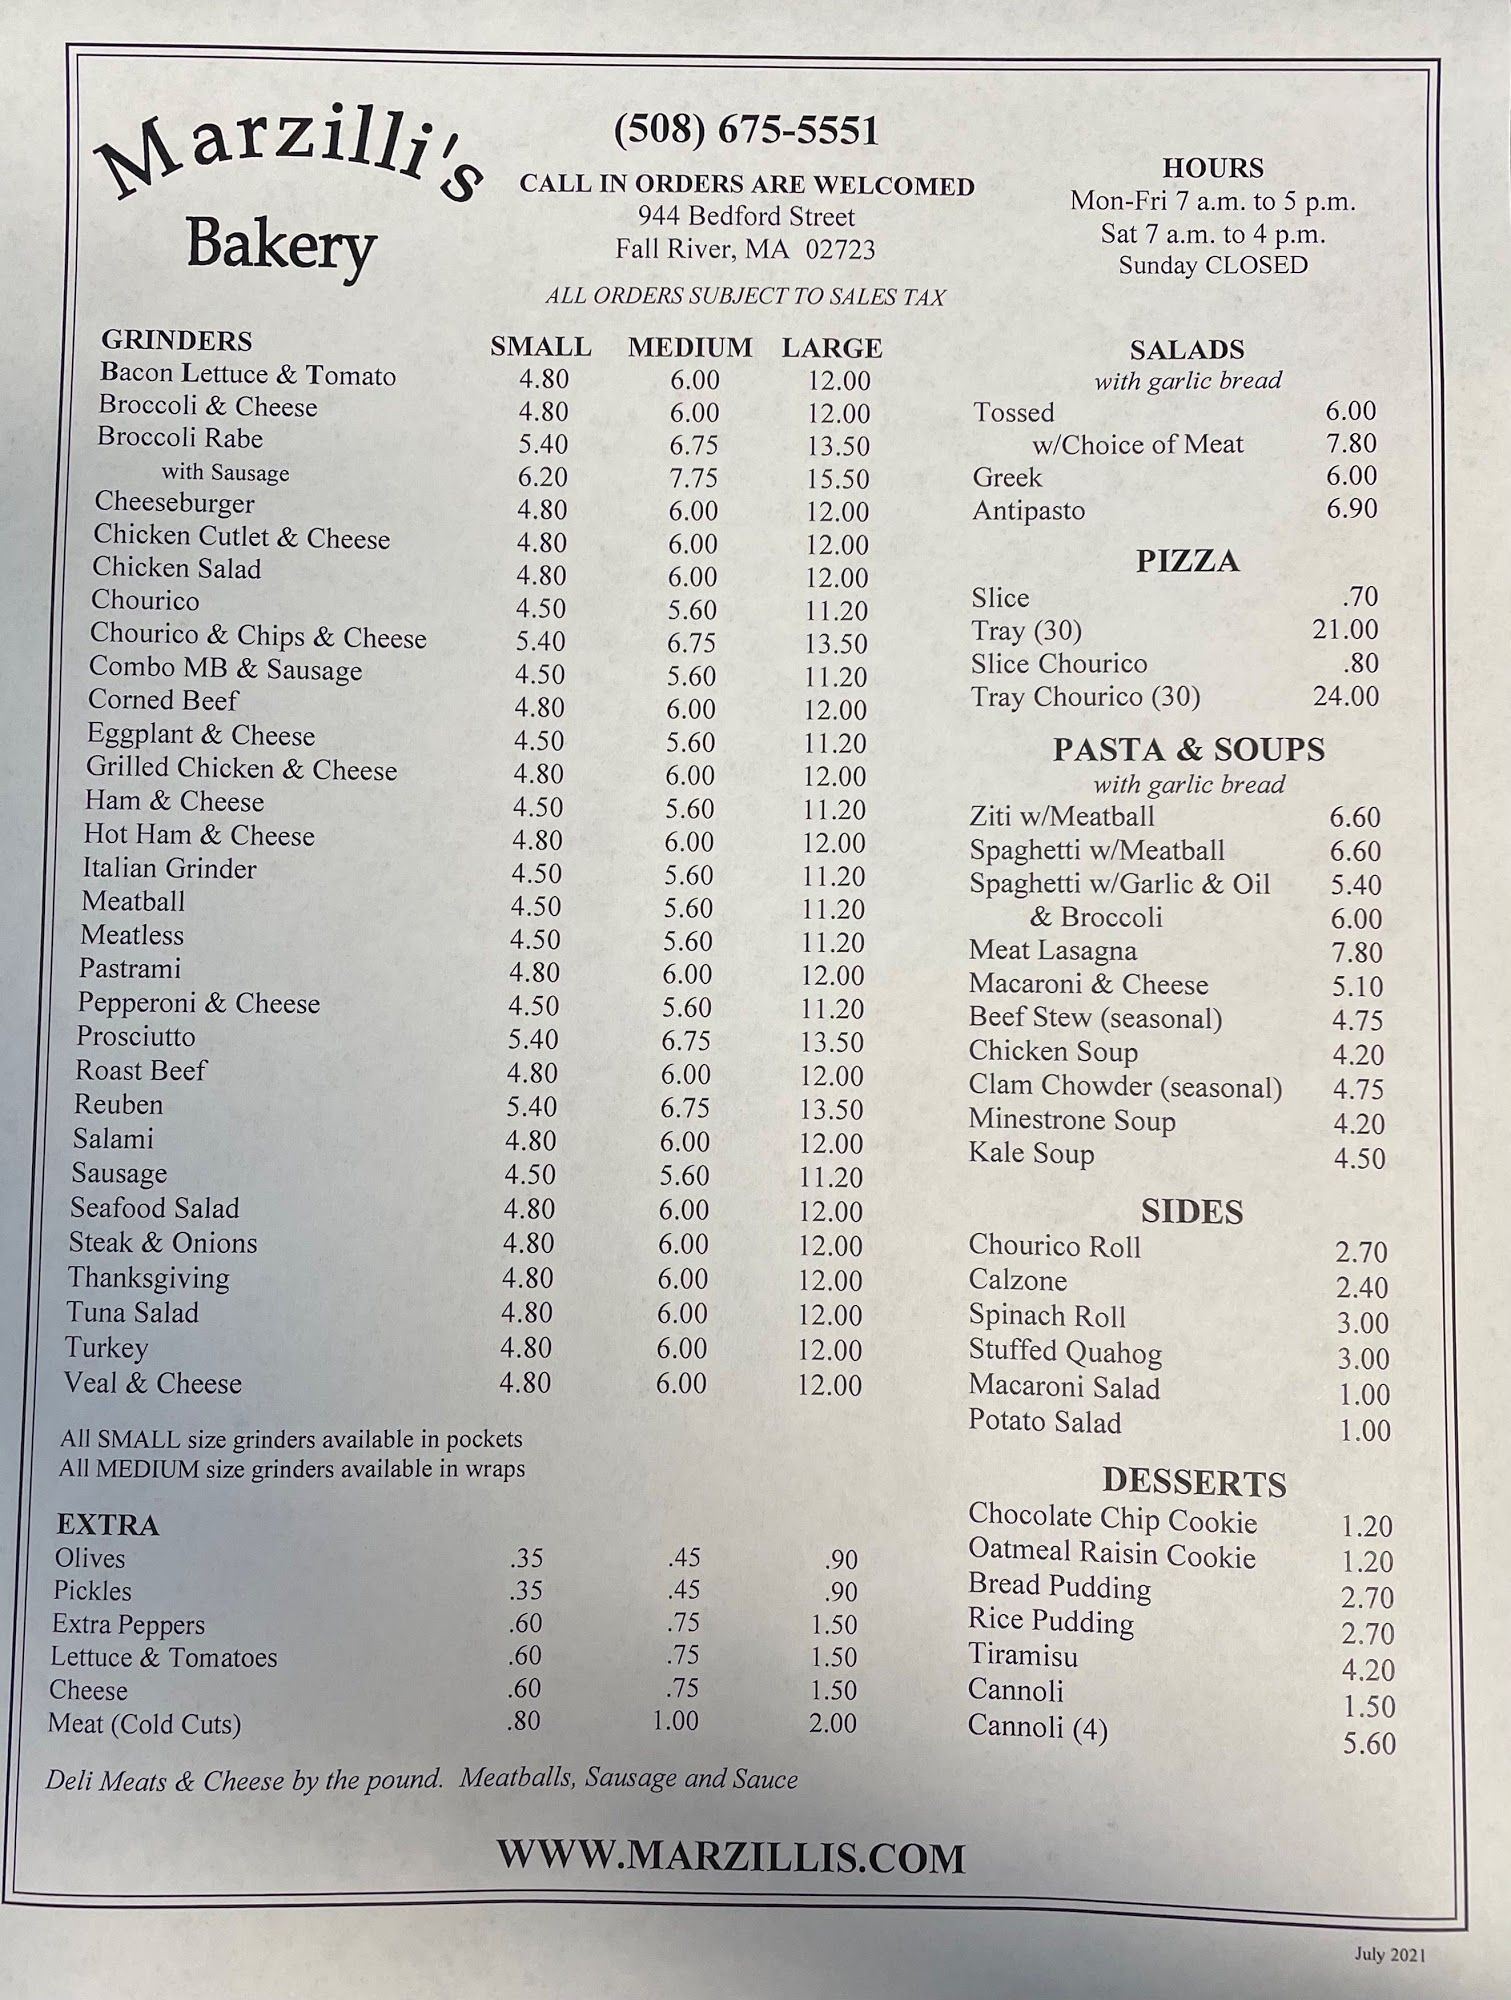 Marzilli's
Bakery
(508) 675-5551
CALL IN ORDERS ARE WELCOMED
944 Bedford Street
Fall River, MA 02723
ALL ORDERS SUBJECT TO SALES TAX
HOURS
Mon-Fri 7 a.m. to 5 p.m.
Sat 7 a.m. to 4 p.m.
Sunday CLOSED
GRINDERS SMALL MEDIUM LARGE
Bacon Lettuce & Tomato 4.80 6.00 12.00
Broccoli & Cheese 4.80 6.00 12.00
Broccoli Rabe 5.40 6.75 13.50
with Sausage 6.20 7.75 15.50
Cheeseburger 4.80 6.00 12.00
Chicken Cutlet & Cheese 4.80 6.00 12.00
Chicken Salad 4.80 6.00 12.00
Chourico 4.50 5.60 11.20
Chourico & Chips & Cheese 5.40 6.75 13.50
Combo MB & Sausage 4.50 5.60 11.20
Corned Beef 4.80 6.00 12.00
Eggplant & Cheese 4.50 5.60 11.20
Grilled Chicken & Cheese 4.80 6.00 12.00
Ham & Cheese 4.50 5.60 11.20
Hot Ham & Cheese 4.80 6.00 12.00
Italian Grinder 4.50 5.60 11.20
Meatball 4.50 5.60 11.20
Meatless 4.50 5.60 11.20
Pastrami 4.80 6.00 12.00
Pepperoni & Cheese 4.50 5.60 11.20
Prosciutto 5.40 6.75 13.50
Roast Beef 4.80 6.00 12.00
Reuben 5.40 6.75 13.50
Salami 4.80 6.00 12.00
Sausage 4.50 5.60 11.20
Seafood Salad 4.80 6.00 12.00
Steak & Onions 4.80 6.00 12.00
Thanksgiving 4.80 6.00 12.00
Tuna Salad 4.80 6.00 12.00
Turkey 4.80 6.00 12.00
Veal & Cheese 4.80 6.00 12.00
All SMALL size grinders available in pockets
All MEDIUM size grinders available in wraps
EXTRA
Olives .35 .45 .90
Pickles .35 .45 .90
Extra Peppers .60 .75 1.50
Lettuce & Tomatoes .60 .75 1.50
Cheese .60 .75 1.50
Meat (Cold Cuts) .80 1.00 2.00
Deli Meats & Cheese by the pound. Meatballs, Sausage and Sauce
SALADS
with garlic bread
Tossed 6.00
w/Choice of Meat 7.80
Greek 6.00
Antipasto 6.90
PIZZA
Slice .70
Tray (30) 21.00
Slice Chourico .80
Tray Chourico (30) 24.00
PASTA & SOUPS
with garlic bread
Ziti w/Meatball 6.60
Spaghetti w/Meatball 6.60
Spaghetti w/Garlic & Oil 5.40
& Broccoli 6.00
Meat Lasagna 7.80
Macaroni & Cheese 5.10
Beef Stew (seasonal) 4.75
Chicken Soup 4.20
Clam Chowder (seasonal) 4.75
Minestrone Soup 4.20
Kale Soup 4.50
SIDES
Chourico Roll 2.70
Calzone 2.40
Spinach Roll 3.00
Stuffed Quahog 3.00
Macaroni Salad 1.00
Potato Salad 1.00
DESSERTS
Chocolate Chip Cookie 1.20
Oatmeal Raisin Cookie 1.20
Bread Pudding 2.70
Rice Pudding 2.70
Tiramisu 4.20
Cannoli 1.50
Cannoli (4) 5.60
WWW.MARZILLIS.COM
July 2021